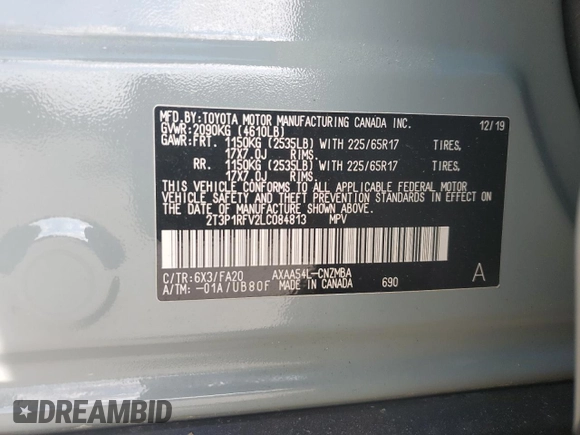 MFD.BY:TOYOTA MOTOR MANUFACTURING CANADA INC. 12/19
GVWR:2090KG (4610LB)
GAWR:FRT. 1150KG (2535LB) WITH 225/65R17 TIRES,
17X7.0J RIMS.
RR. 1150KG (2535LB) WITH 225/65R17 TIRES,
17X7.0J RIMS.
THIS VEHICLE CONFORMS TO ALL APPLICABLE FEDERAL MOTOR
VEHICLE SAFETY AND THEFT PREVENTION STANDARDS IN EFFECT
ON THE DATE OF MANUFACTURE SHOWN ABOVE.
2T3P1RFV2LC084813 MPV
C/TR:6X3/FA20 AXAA54L-CNZMBA
A/TM: -01A/UB80F MADE IN CANADA 690 A
DREAMBID